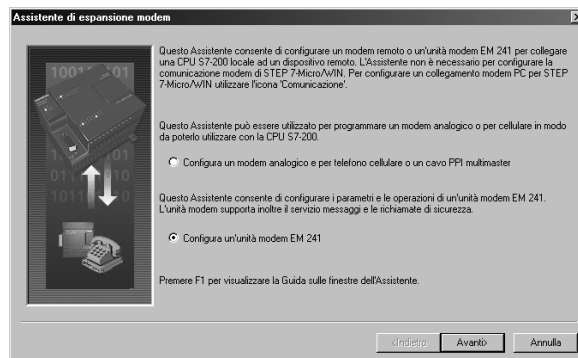 Assistente di espansione modem
Questo Assistente consente di configurare un modem remoto o un'unità modem EM 241 per collegare
una CPU S7-200 locale ad un dispositivo remoto. L'Assistente non è necessario per configurare la
comunicazione modem di STEP 7-Micro/WIN. Per configurare un collegamento modem PC per STEP
7-Micro/WIN utilizzare l'icona 'Comunicazione'.
Questo Assistente può essere utilizzato per programmare un modem analogico o per cellulare in modo
da poterlo utilizzare con la CPU S7-200.
Configura un modem analogico e per telefono cellulare o un cavo PPI multimaster
Questo Assistente consente di configurare i parametri e le operazioni di un'unità modem EM 241.
L'unità modem supporta inoltre il servizio messaggi e le richiamate di sicurezza.
Configura un'unità modem EM 241
Premere F1 per visualizzare la Guida sulle finestre dell'Assistente.
<Indietro Avanti> Annulla